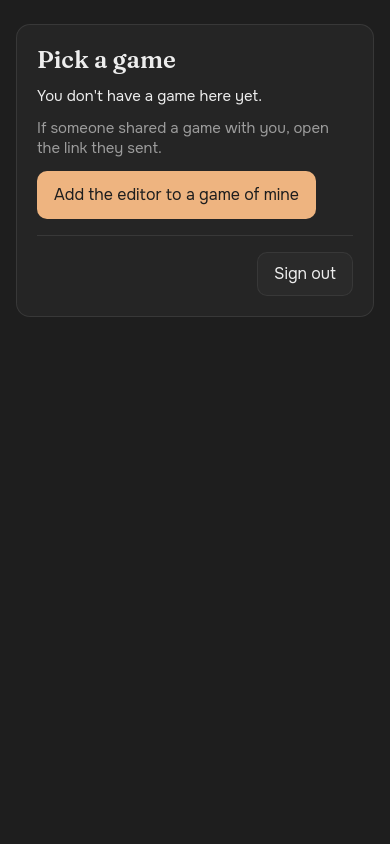 Pick a game
You don't have a game here yet.
If someone shared a game with you, open
the link they sent.
Add the editor to a game of mine
Sign out